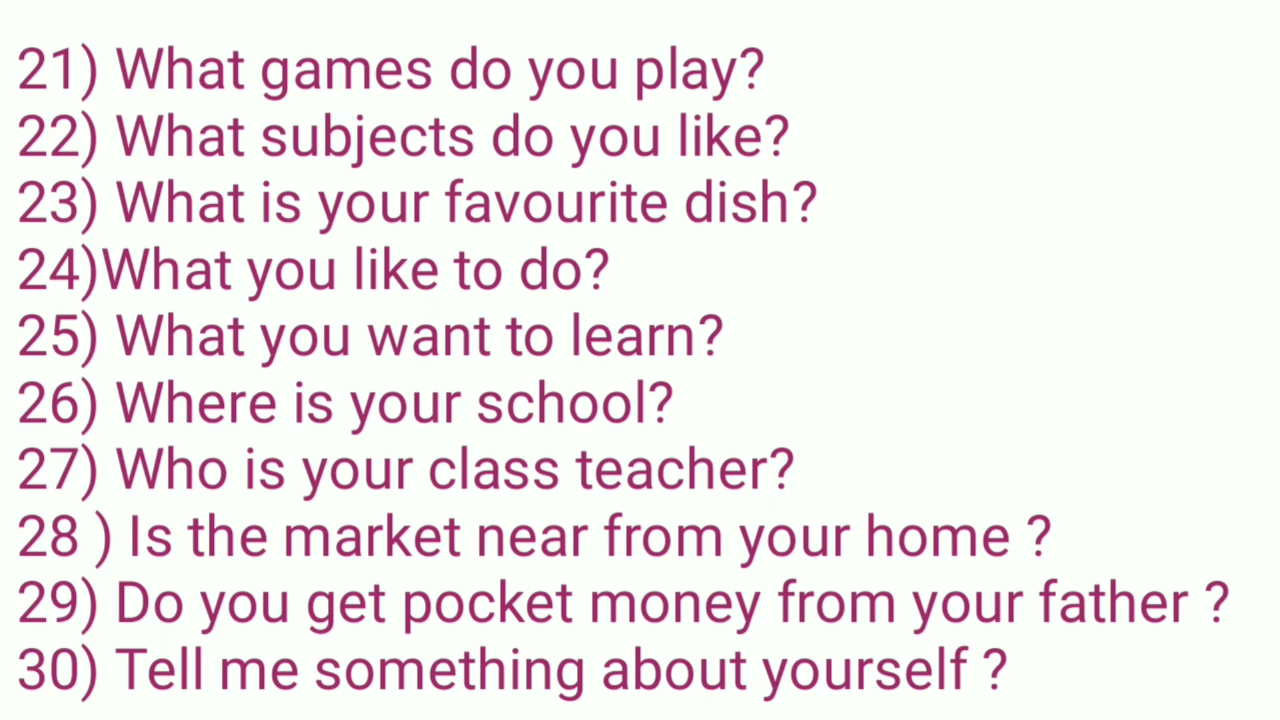 21) What games do you play?
22) What subjects do you like?
23) What is your favourite dish?
24)What you like to do?
25) What you want to learn?
26) Where is your school?
27) Who is your class teacher?
28 ) Is the market near from your home ?
29) Do you get pocket money from your father ?
30) Tell me something about yourself ?